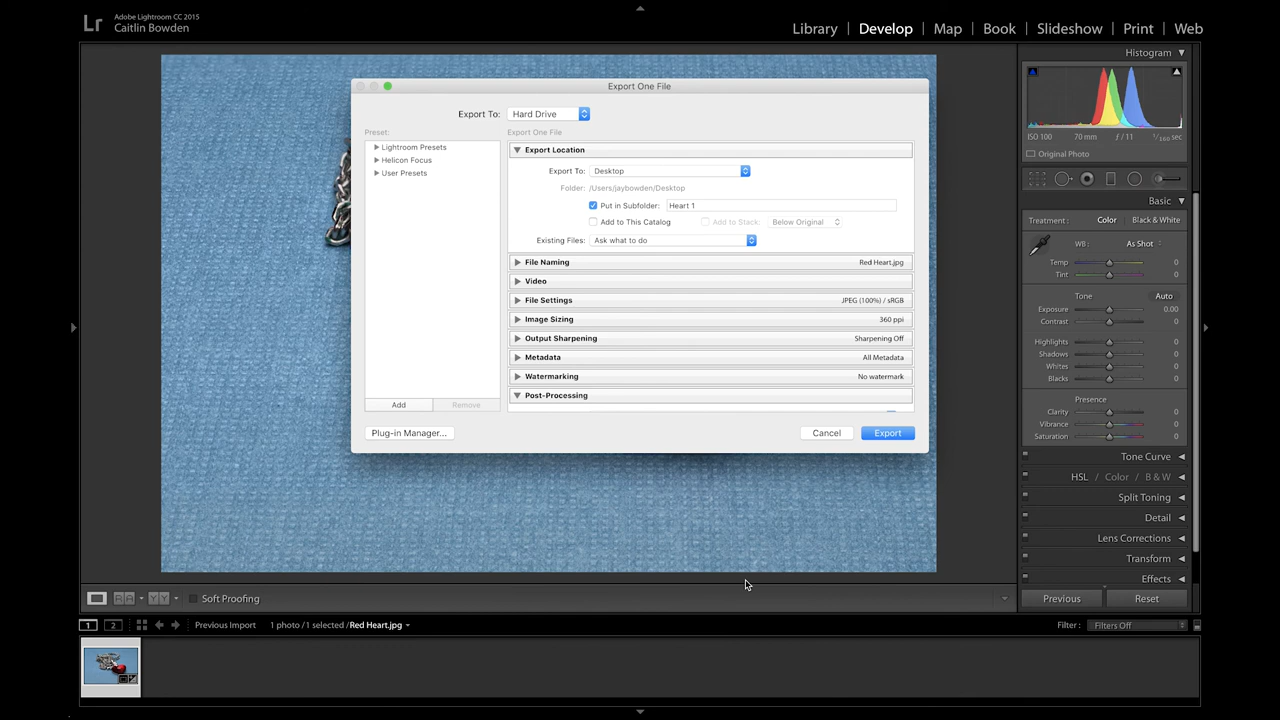 Lr
Adobe Lightroom CC 2015
Caitlin Bowden
Library | Develop | Map | Book | Slideshow | Print | Web
Histogram
ISO 100 70 mm f / 11 1/160 sec
Original Photo
Basic
Treatment : Color Black & White
WB : As Shot
Temp 0
Tint 0
Tone Auto
Exposure 0.00
Contrast 0
Highlights 0
Shadows 0
Whites 0
Blacks 0
Presence
Clarity 0
Vibrance 0
Saturation 0
Tone Curve
HSL / Color / B & W
Split Toning
Detail
Lens Corrections
Transform
Effects
Previous Reset
Export One File
Export To: Hard Drive
Preset:
Lightroom Presets
Helicon Focus
User Presets
Add Remove
Plug-in Manager...
Export One File
Export Location
Export To: Desktop
Folder: /Users/jaybowden/Desktop
Put in Subfolder: Heart 1
Add to This Catalog Add to Stack: Below Original
Existing Files: Ask what to do
File Naming Red Heart.jpg
Video
File Settings JPEG (100%) / sRGB
Image Sizing 360 ppi
Output Sharpening Sharpening Off
Metadata All Metadata
Watermarking No watermark
Post-Processing
Cancel Export
RA YY Soft Proofing
1 2 Previous Import 1 photo / 1 selected / Red Heart.jpg Filter : Filters Off